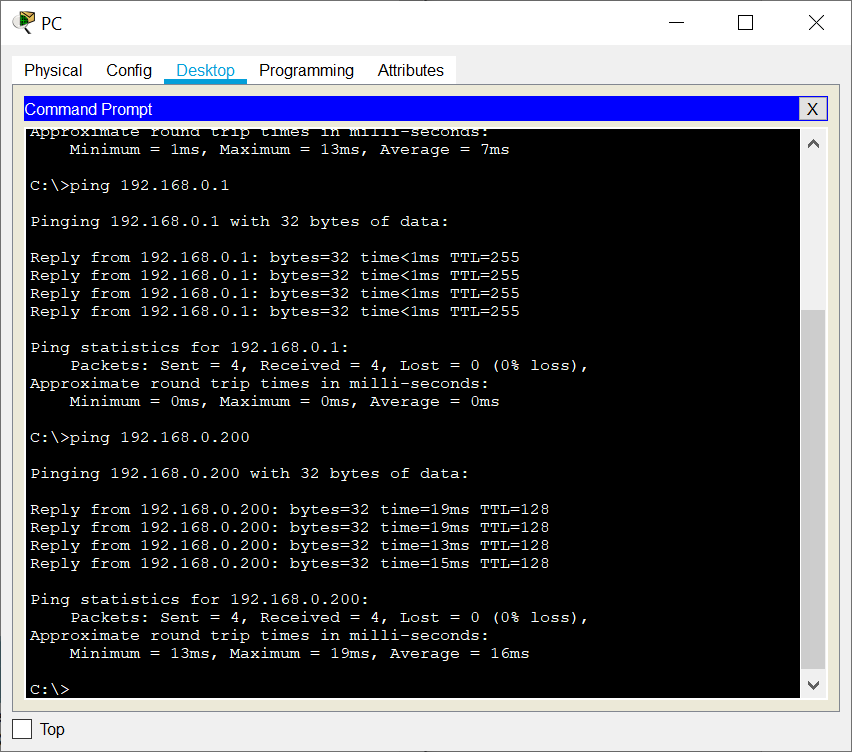 PC
Physical Config Desktop Programming Attributes
Command Prompt X
Approximate round trip times in milli-seconds:
    Minimum = 1ms, Maximum = 13ms, Average = 7ms
C:\>ping 192.168.0.1
Pinging 192.168.0.1 with 32 bytes of data:
Reply from 192.168.0.1: bytes=32 time<1ms TTL=255
Reply from 192.168.0.1: bytes=32 time<1ms TTL=255
Reply from 192.168.0.1: bytes=32 time<1ms TTL=255
Reply from 192.168.0.1: bytes=32 time<1ms TTL=255
Ping statistics for 192.168.0.1:
    Packets: Sent = 4, Received = 4, Lost = 0 (0% loss),
Approximate round trip times in milli-seconds:
    Minimum = 0ms, Maximum = 0ms, Average = 0ms
C:\>ping 192.168.0.200
Pinging 192.168.0.200 with 32 bytes of data:
Reply from 192.168.0.200: bytes=32 time=19ms TTL=128
Reply from 192.168.0.200: bytes=32 time=19ms TTL=128
Reply from 192.168.0.200: bytes=32 time=13ms TTL=128
Reply from 192.168.0.200: bytes=32 time=15ms TTL=128
Ping statistics for 192.168.0.200:
    Packets: Sent = 4, Received = 4, Lost = 0 (0% loss),
Approximate round trip times in milli-seconds:
    Minimum = 13ms, Maximum = 19ms, Average = 16ms
C:\>
Top